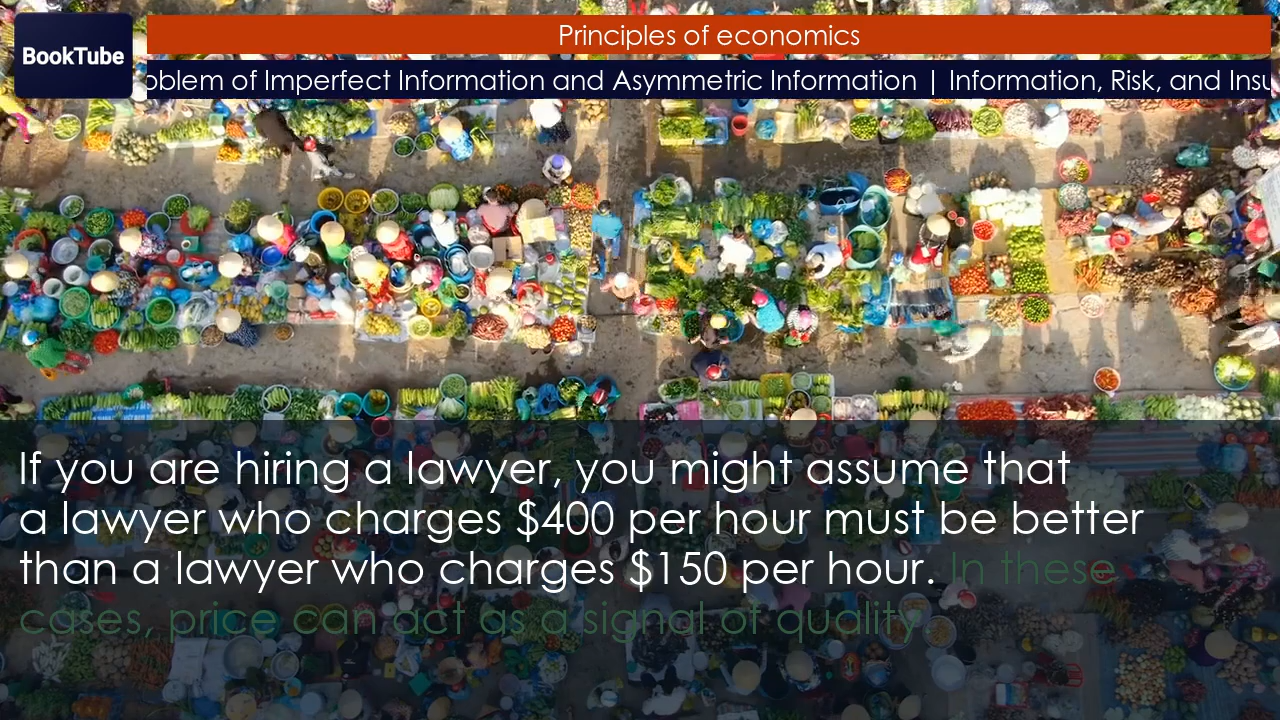 BookTube
Principles of economics
oblem of Imperfect Information and Asymmetric Information | Information, Risk, and Insu
If you are hiring a lawyer, you might assume that
a lawyer who charges $400 per hour must be better
than a lawyer who charges $150 per hour. In these
cases, price can act as a signal of quality.